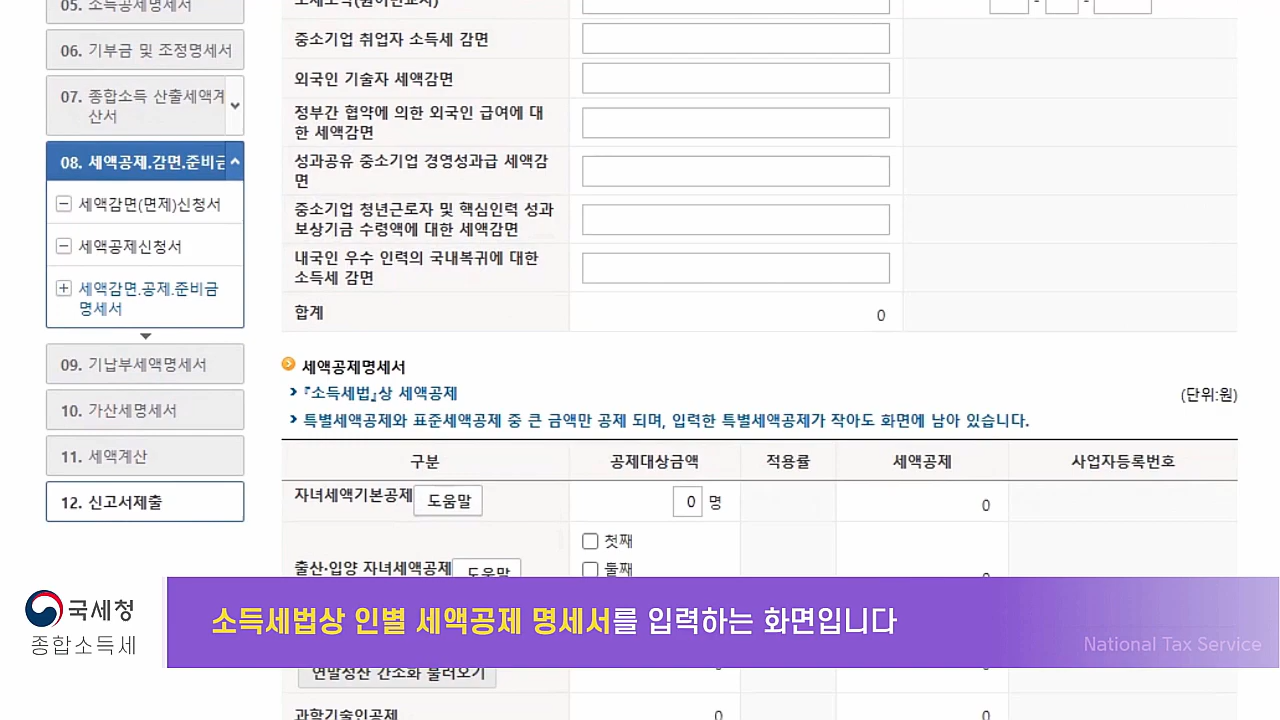 05. 소득공제명세서
06. 기부금 및 조정명세서
07. 종합소득 산출세액계
산서
08. 세액공제.감면.준비금
세액감면(면제)신청서
세액공제신청서
세액감면.공제.준비금
명세서
09. 기납부세액명세서
10. 가산세명세서
11. 세액계산
12. 신고서제출
중소기업 취업자 소득세 감면
외국인 기술자 세액감면
정부간 협약에 의한 외국인 급여에 대
한 세액감면
성과공유 중소기업 경영성과급 세액감
면
중소기업 청년근로자 및 핵심인력 성과
보상기금 수령액에 대한 세액감면
내국인 우수 인력의 국내복귀에 대한
소득세 감면
합계 0
세액공제명세서
『소득세법』상 세액공제 (단위:원)
특별세액공제와 표준세액공제 중 큰 금액만 공제 되며, 입력한 특별세액공제가 작아도 화면에 남아 있습니다.
구분 공제대상금액 적용률 세액공제 사업자등록번호
자녀세액기본공제 도움말 0 명 0
첫째
출산·입양 자녀세액공제 도움말 둘째 0
국세청
종합소득세
소득세법상 인별 세액공제 명세서를 입력하는 화면입니다
National Tax Service
연말정산 간소화 불러오기
과학기술인공제 0 0